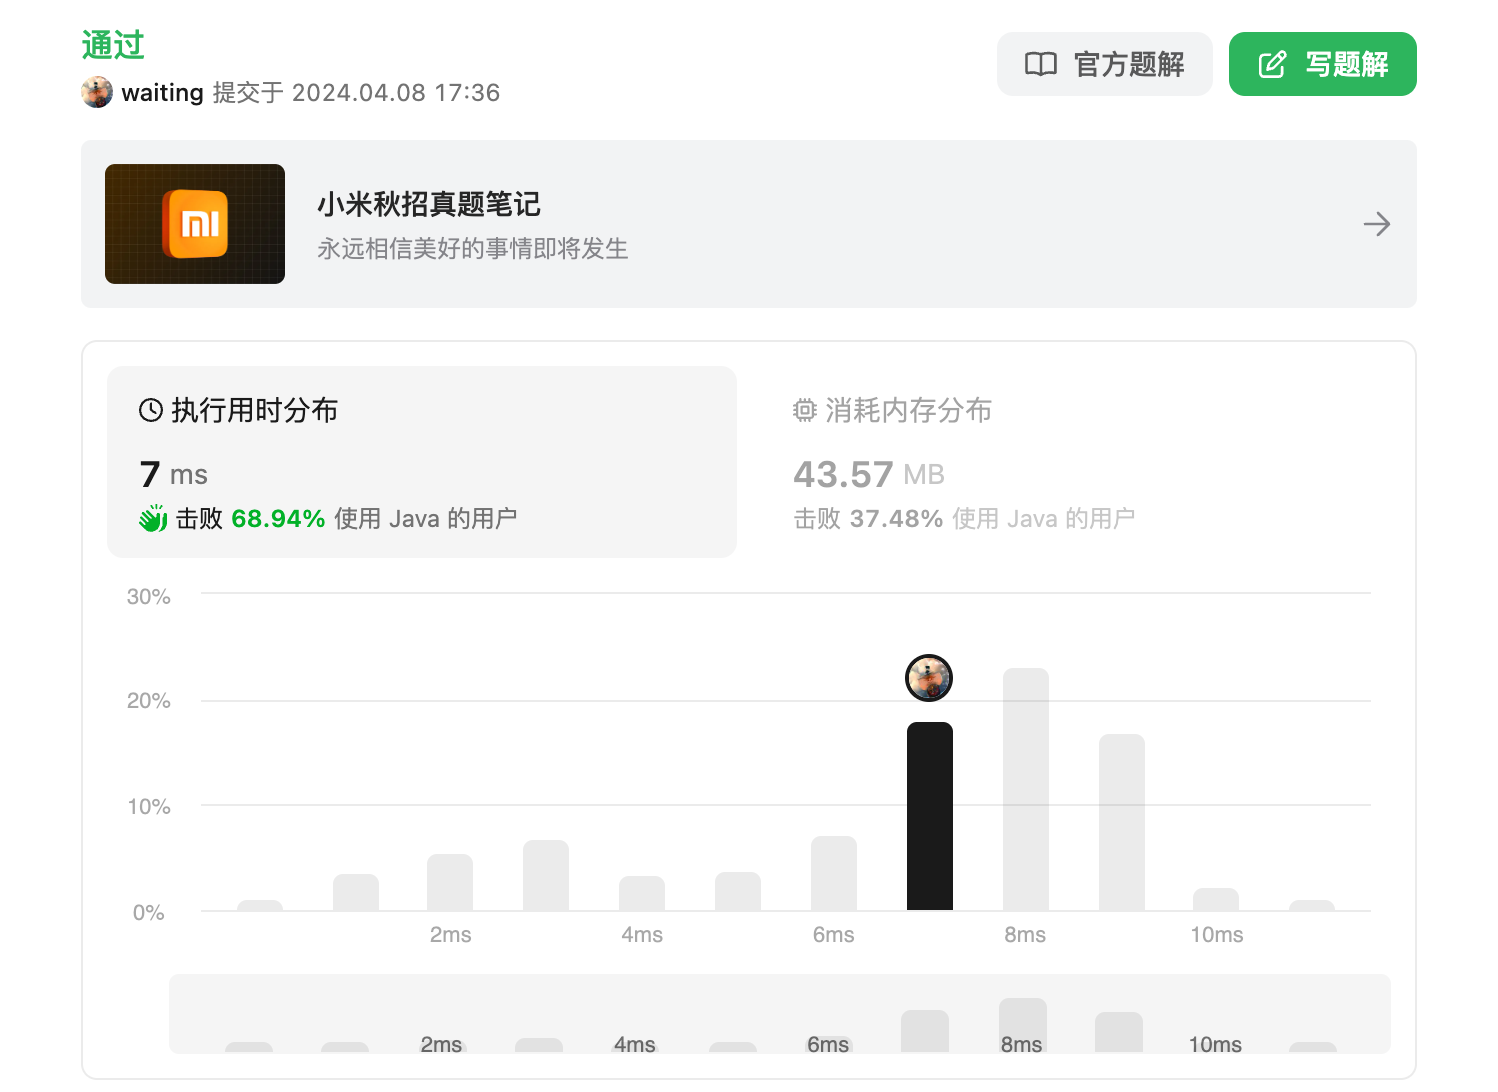 通过
waiting 提交于 2024.04.08 17:36
官方题解
写题解
小米秋招真题笔记
永远相信美好的事情即将发生
执行用时分布
7 ms
击败 68.94% 使用 Java 的用户
消耗内存分布
43.57 MB
击败 37.48% 使用 Java 的用户
30%
20%
10%
0%
2ms 4ms 6ms 8ms 10ms
2ms 4ms 6ms 8ms 10ms